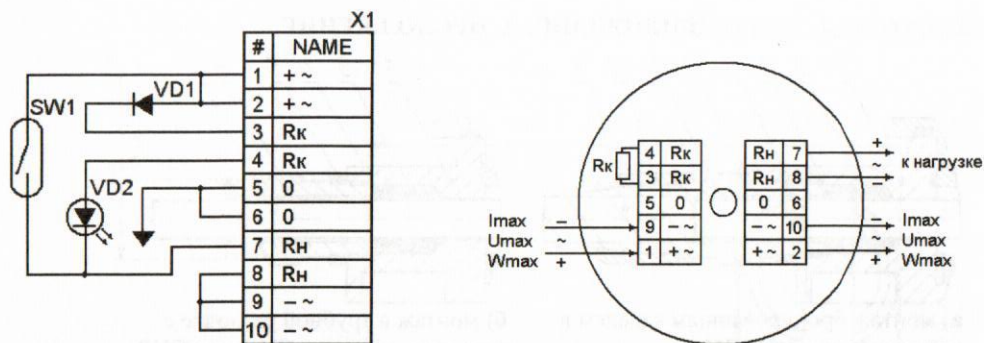 X1
# NAME
1 + ~
2 + ~
3 Rк
4 Rк
5 0
6 0
7 Rн
8 Rн
9 – ~
10 – ~
SW1
VD1
VD2
Rк
4 Rк
3 Rк
5 0
9 – ~
1 + ~
Rн 7
Rн 8
0 6
– ~ 10
+ ~ 2
+
~
–
к нагрузке
Imax –
Umax ~
Wmax +
– Imax
~ Umax
+ Wmax